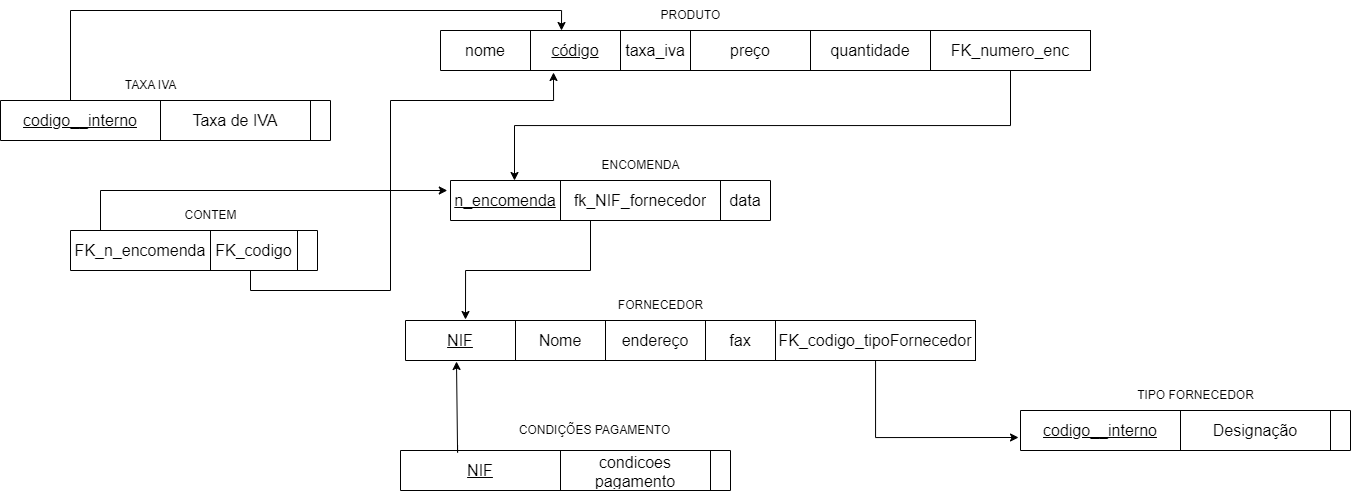 PRODUTO
nome código taxa_iva preço quantidade FK_numero_enc
TAXA IVA
codigo__interno Taxa de IVA
ENCOMENDA
n_encomenda fk_NIF_fornecedor data
CONTEM
FK_n_encomenda FK_codigo
FORNECEDOR
NIF Nome endereço fax FK_codigo_tipoFornecedor
TIPO FORNECEDOR
codigo__interno Designação
CONDIÇÕES PAGAMENTO
NIF condicoes
pagamento